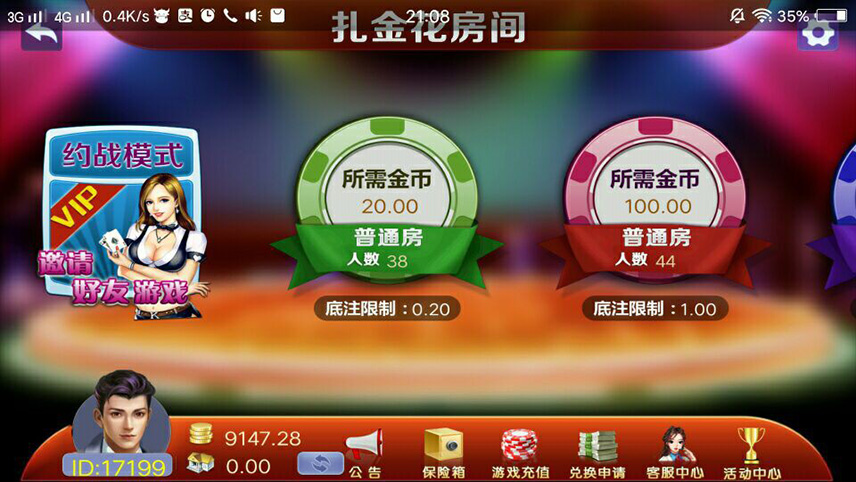 3G 4G 0.4K/s 21:08 35%
扎金花房间
约战模式
VIP
邀请
好友游戏
K
所需金币
20.00
普通房
人数 38
底注限制：0.20
所需金币
100.00
普通房
人数 44
底注限制：1.00
9147.28
ID:17199
0.00
公告
保险箱
游戏充值
兑换申请
客服中心
活动中心